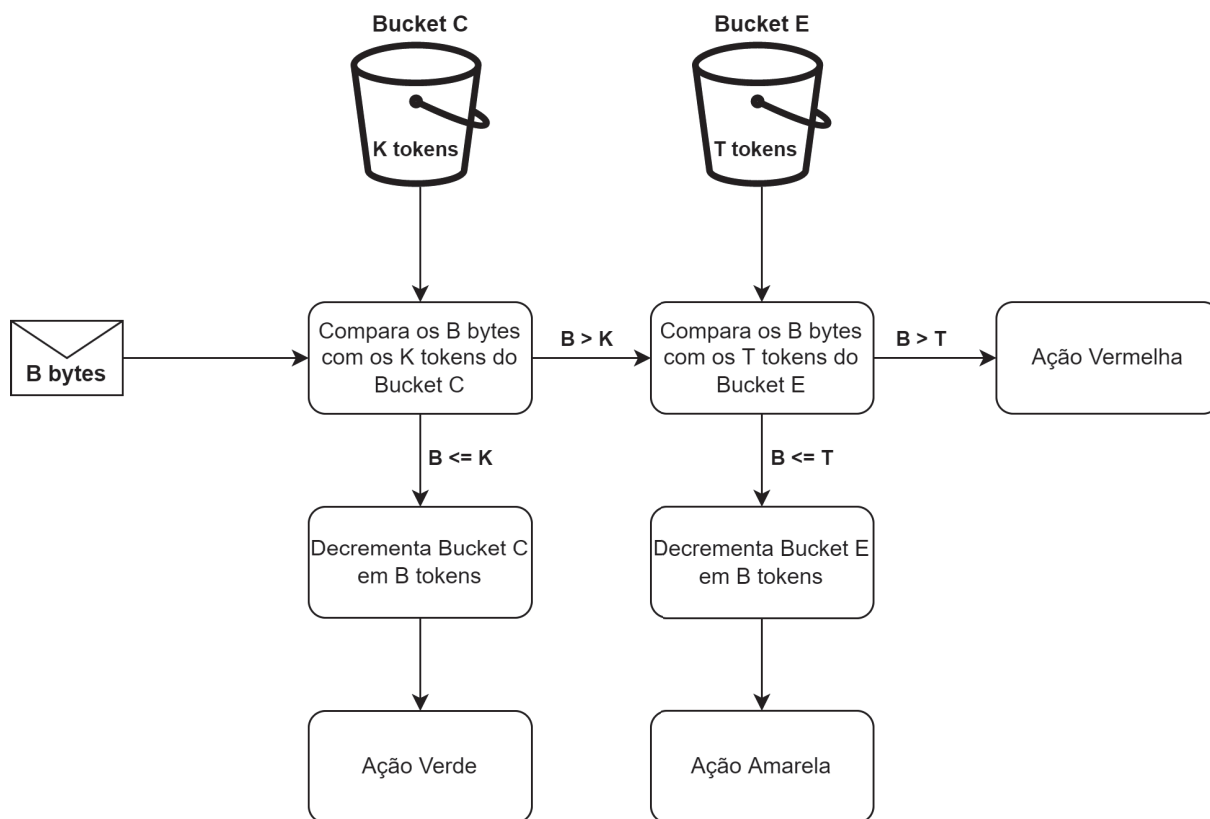 Bucket C
Bucket E
K tokens
T tokens
B bytes
Compara os B bytes
com os K tokens do
Bucket C
B > K
Compara os B bytes
com os T tokens do
Bucket E
B > T
Ação Vermelha
B <= K
B <= T
Decrementa Bucket C
em B tokens
Decrementa Bucket E
em B tokens
Ação Verde
Ação Amarela